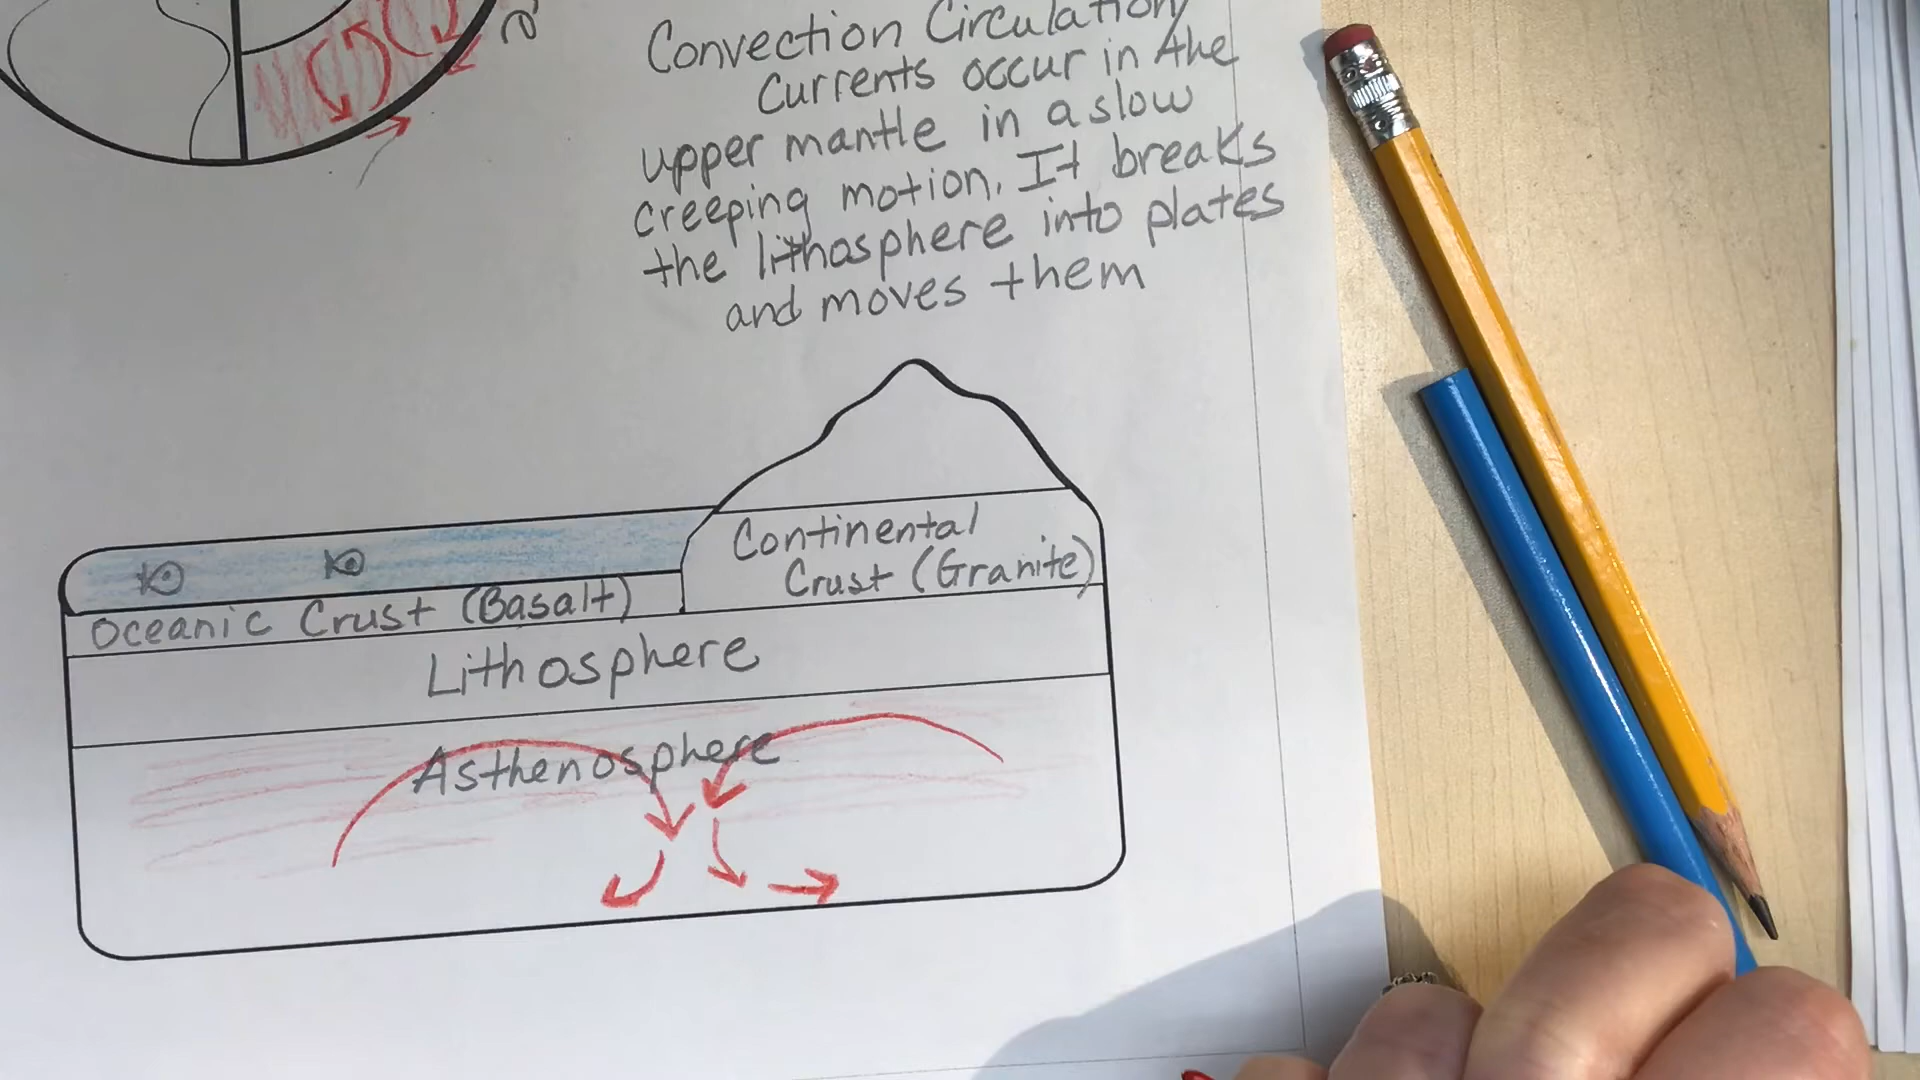 Convection Circulation
Currents occur in the
upper mantle in a slow
creeping motion. It breaks
the lithosphere into plates
and moves them
Continental
Crust (Granite)
Oceanic Crust (Basalt)
Lithosphere
Asthenosphere